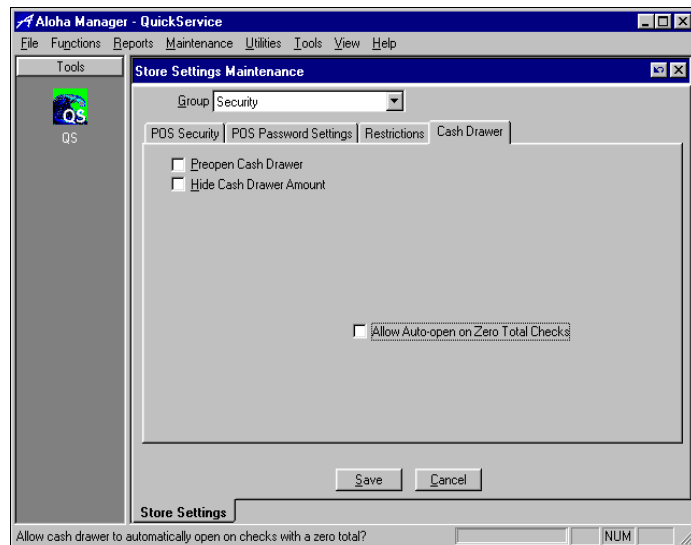 Aloha Manager - QuickService
File Functions Reports Maintenance Utilities Tools View Help
Tools
QS
QS
Store Settings Maintenance
Group Security
POS Security POS Password Settings Restrictions Cash Drawer
Preopen Cash Drawer
Hide Cash Drawer Amount
Allow Auto-open on Zero Total Checks
Save Cancel
Store Settings
Allow cash drawer to automatically open on checks with a zero total? NUM